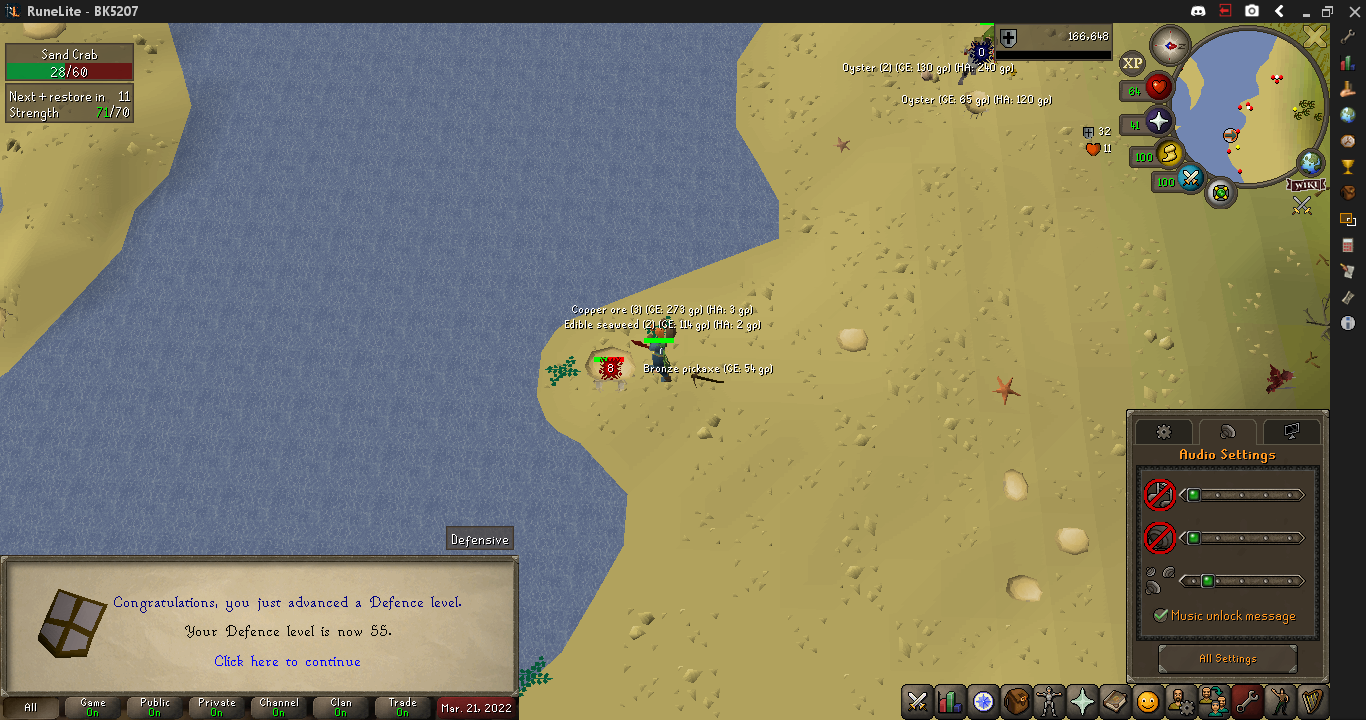 RuneLite - BK5207
Sand Crab
28/60
Next + restore in 11
Strength 71/70
166,648
0
Oyster (2) (GE: 130 gp) (HA: 240 gp)
Oyster (GE: 65 gp) (HA: 120 gp)
XP
64
41
100
100
32
11
WIKI
Copper ore (3) (GE: 273 gp) (HA: 3 gp)
Edible seaweed (2) (GE: 114 gp) (HA: 2 gp)
8
Bronze pickaxe (GE: 54 gp)
Audio Settings
Music unlock message
All Settings
Defensive
Congratulations, you just advanced a Defence level.
Your Defence level is now 55.
Click here to continue
All
Game
On
Public
On
Private
On
Channel
On
Clan
On
Trade
On
Mar. 21, 2022